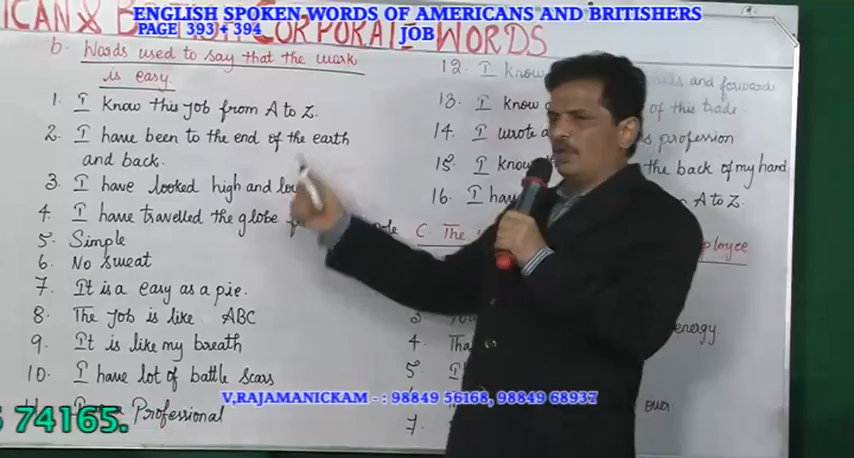 ENGLISH SPOKEN WORDS OF AMERICANS AND BRITISHERS
PAGE 393 + 394
JOB
CORPORATE WORDS
b. Words used to say that the work
is easy.
1. I know this job from A to Z.
2. I have been to the end of the earth
and back.
3. I have looked high and
4. I have travelled the globe
5. Simple
6. No sweat
7. It is a easy as a pie.
8. The job is like ABC
9. It is like my breath
10. I have lot of battle scars
Professional
12. I know and forward
13. I know of this trade.
14. I wrote profession
15. I the back of my hand
16. I A to Z.
C. The
energy.
4.
5.
7.
V,RAJAMANICKAM - : 98849 56168, 98849 68937
74165.